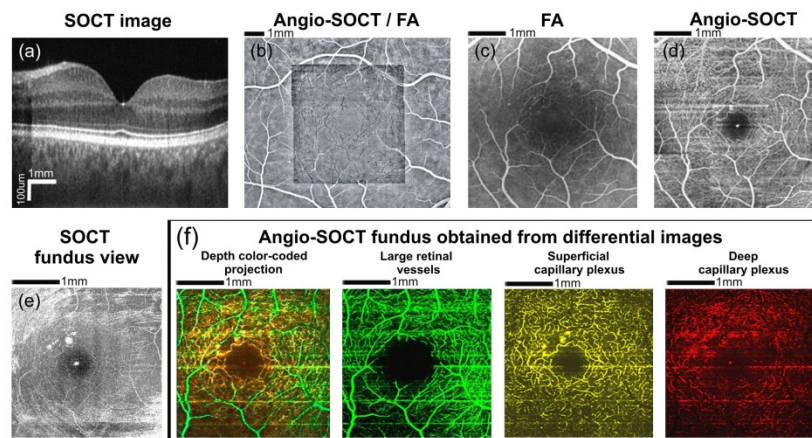 SOCT image
Angio-SOCT / FA
FA
Angio-SOCT
1mm
1mm
1mm
(a)
(b)
(c)
(d)
1mm
100um
SOCT
fundus view
1mm
(e)
(f)
Angio-SOCT fundus obtained from differential images
Depth color-coded
projection
Large retinal
vessels
Superficial
capillary plexus
Deep
capillary plexus
1mm
1mm
1mm
1mm